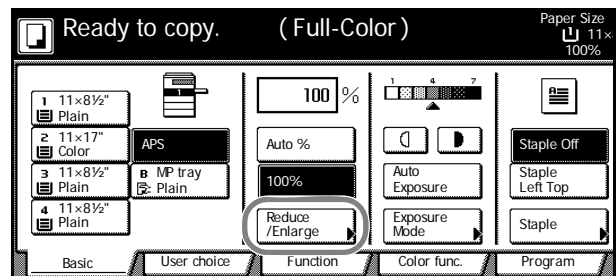 Ready to copy. (Full-Color)
Paper Size
1 11×
100%
1 11×8½"
Plain
2 11×17"
Color
3 11×8½"
Plain
4 11×8½"
Plain
1
APS
B MP tray
Plain
100 %
Auto %
100%
Reduce
/Enlarge
1 4 7
Auto
Exposure
Exposure
Mode
A
Staple Off
Staple
Left Top
Staple
Basic User choice Function Color func. Program